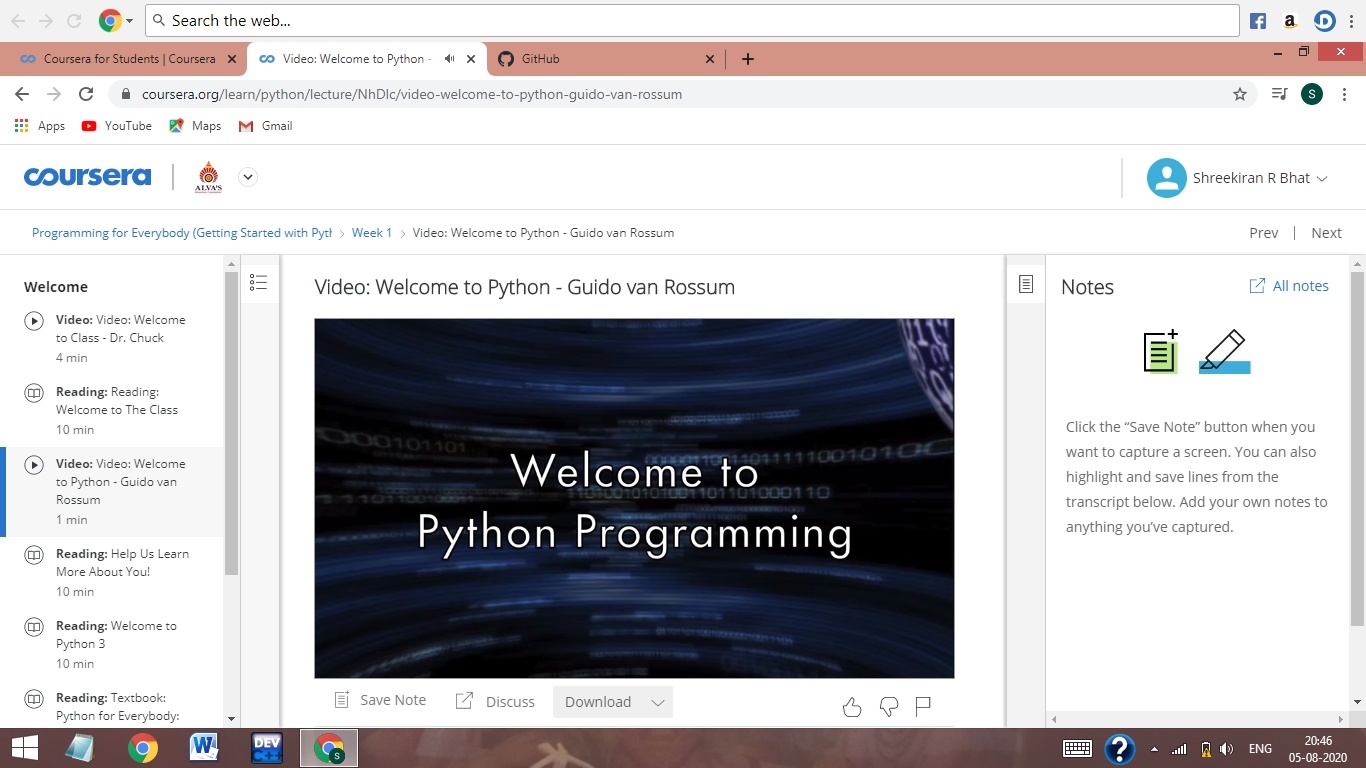 Search the web...
Coursera for Students | Coursera
Video: Welcome to Python -
GitHub
coursera.org/learn/python/lecture/NhDlc/video-welcome-to-python-guido-van-rossum
S
Apps
YouTube
Maps
Gmail
coursera
ALVA'S
Shreekiran R Bhat
Programming for Everybody (Getting Started with Pyth
Week 1
Video: Welcome to Python - Guido van Rossum
Prev
Next
Welcome
Video: Video: Welcome
to Class - Dr. Chuck
4 min
Reading: Reading:
Welcome to The Class
10 min
Video: Video: Welcome
to Python - Guido van
Rossum
1 min
Reading: Help Us Learn
More About You!
10 min
Reading: Welcome to
Python 3
10 min
Reading: Textbook:
Python for Everybody:
Video: Welcome to Python - Guido van Rossum
Welcome to
Python Programming
Save Note
Discuss
Download
Notes
All notes
Click the “Save Note” button when you
want to capture a screen. You can also
highlight and save lines from the
transcript below. Add your own notes to
anything you’ve captured.
DEV
C++
S
ENG
20:46
05-08-2020